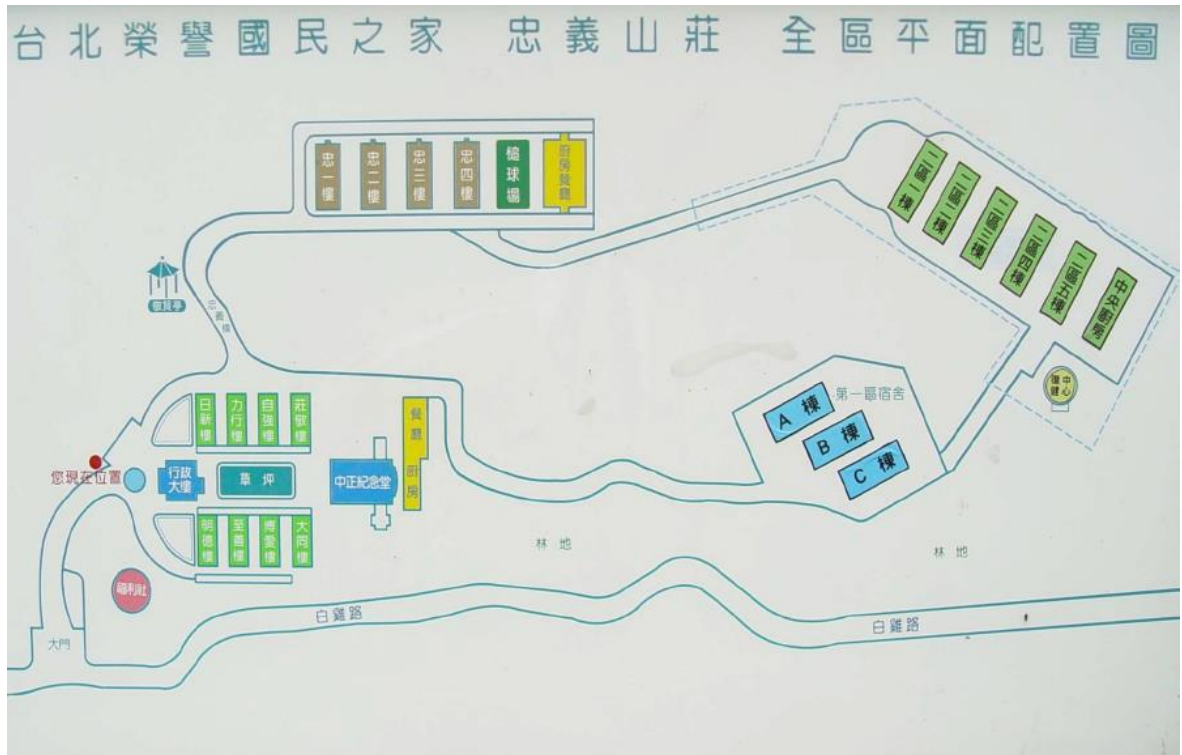 台北榮譽國民之家 忠義山莊 全區平面配置圖
忠一樓
忠二樓
忠三樓
忠四樓
槌球場
廚房餐廳
二區一棟
二區二棟
二區三棟
二區四棟
二區五棟
中央廚房
復健中心
第一區宿舍
A 棟
B 棟
C 棟
日新樓
力行樓
自強樓
莊敬樓
餐廳
廚房
您現在位置
行政大樓
草坪
中正紀念堂
明德樓
至善樓
博愛樓
大同樓
福利社
林地
林地
白雞路
白雞路
大門